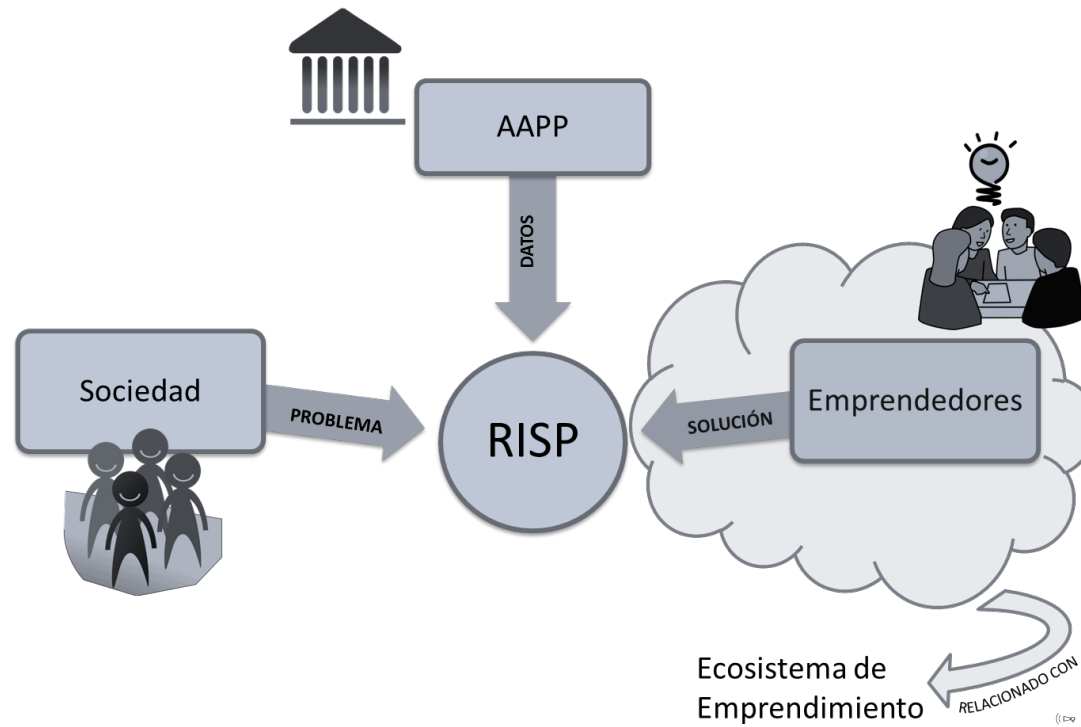 AAPP
DATOS
Sociedad
PROBLEMA
RISP
SOLUCIÓN
Emprendedores
Ecosistema de
Emprendimiento
RELACIONADO CON